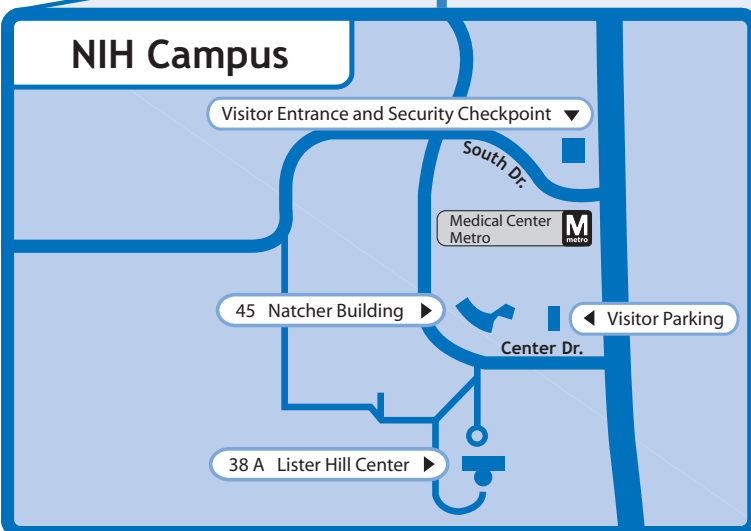 NIH Campus
Visitor Entrance and Security Checkpoint
South Dr.
Medical Center
Metro
M
metro
45 Natcher Building
Visitor Parking
Center Dr.
38 A Lister Hill Center